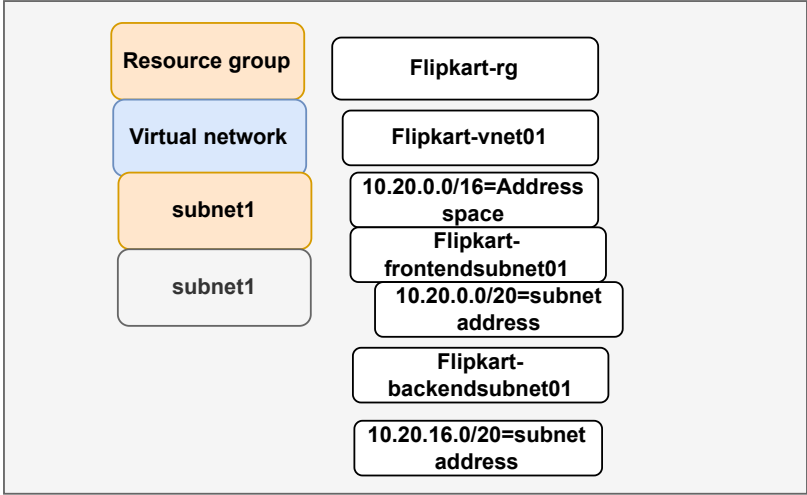 Resource group
Flipkart-rg
Virtual network
Flipkart-vnet01
subnet1
10.20.0.0/16=Address
space
Flipkart-
frontendsubnet01
subnet1
10.20.0.0/20=subnet
address
Flipkart-
backendsubnet01
10.20.16.0/20=subnet
address